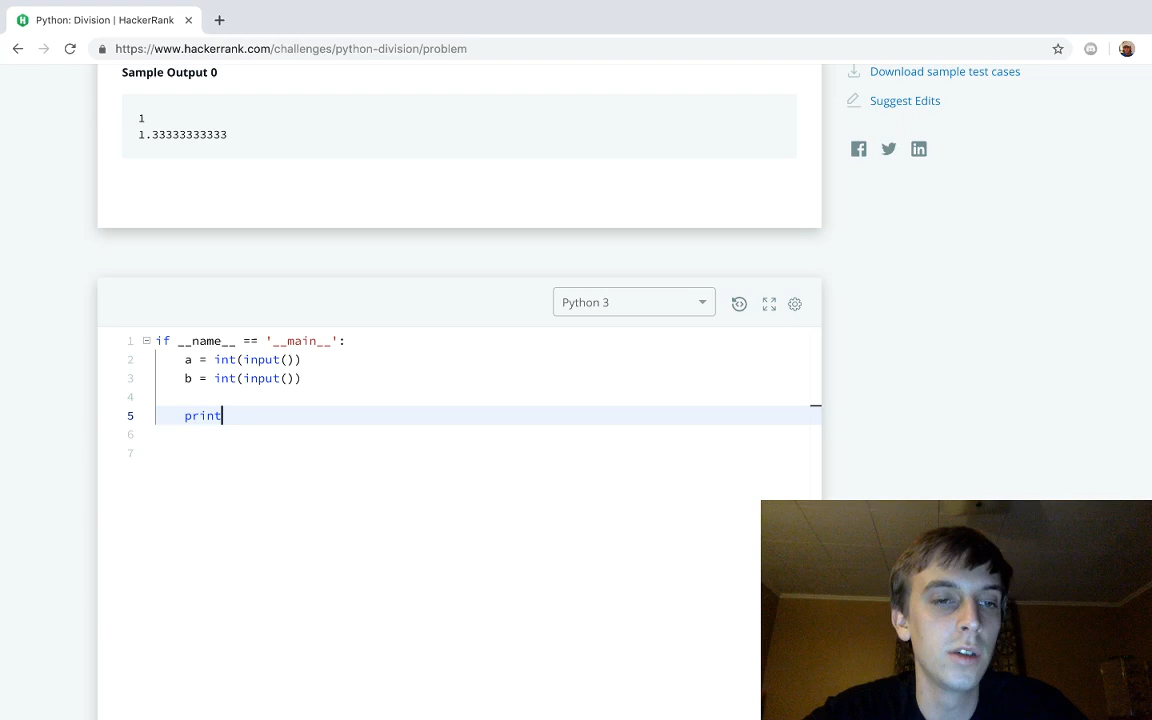 Python: Division | HackerRank
https://www.hackerrank.com/challenges/python-division/problem
Sample Output 0
1
1.33333333333
Download sample test cases
Suggest Edits
Python 3
1 if __name__ == '__main__':
2 a = int(input())
3 b = int(input())
4
5 print
6
7